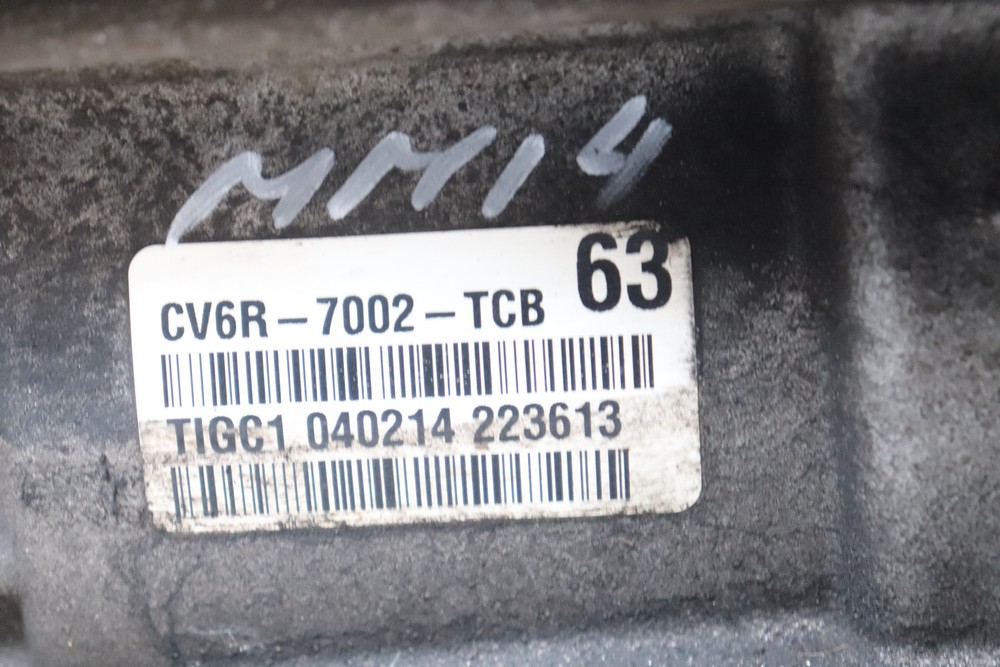 MM14
63
CV6R-7002-TCB
TIGC1 040214 223613